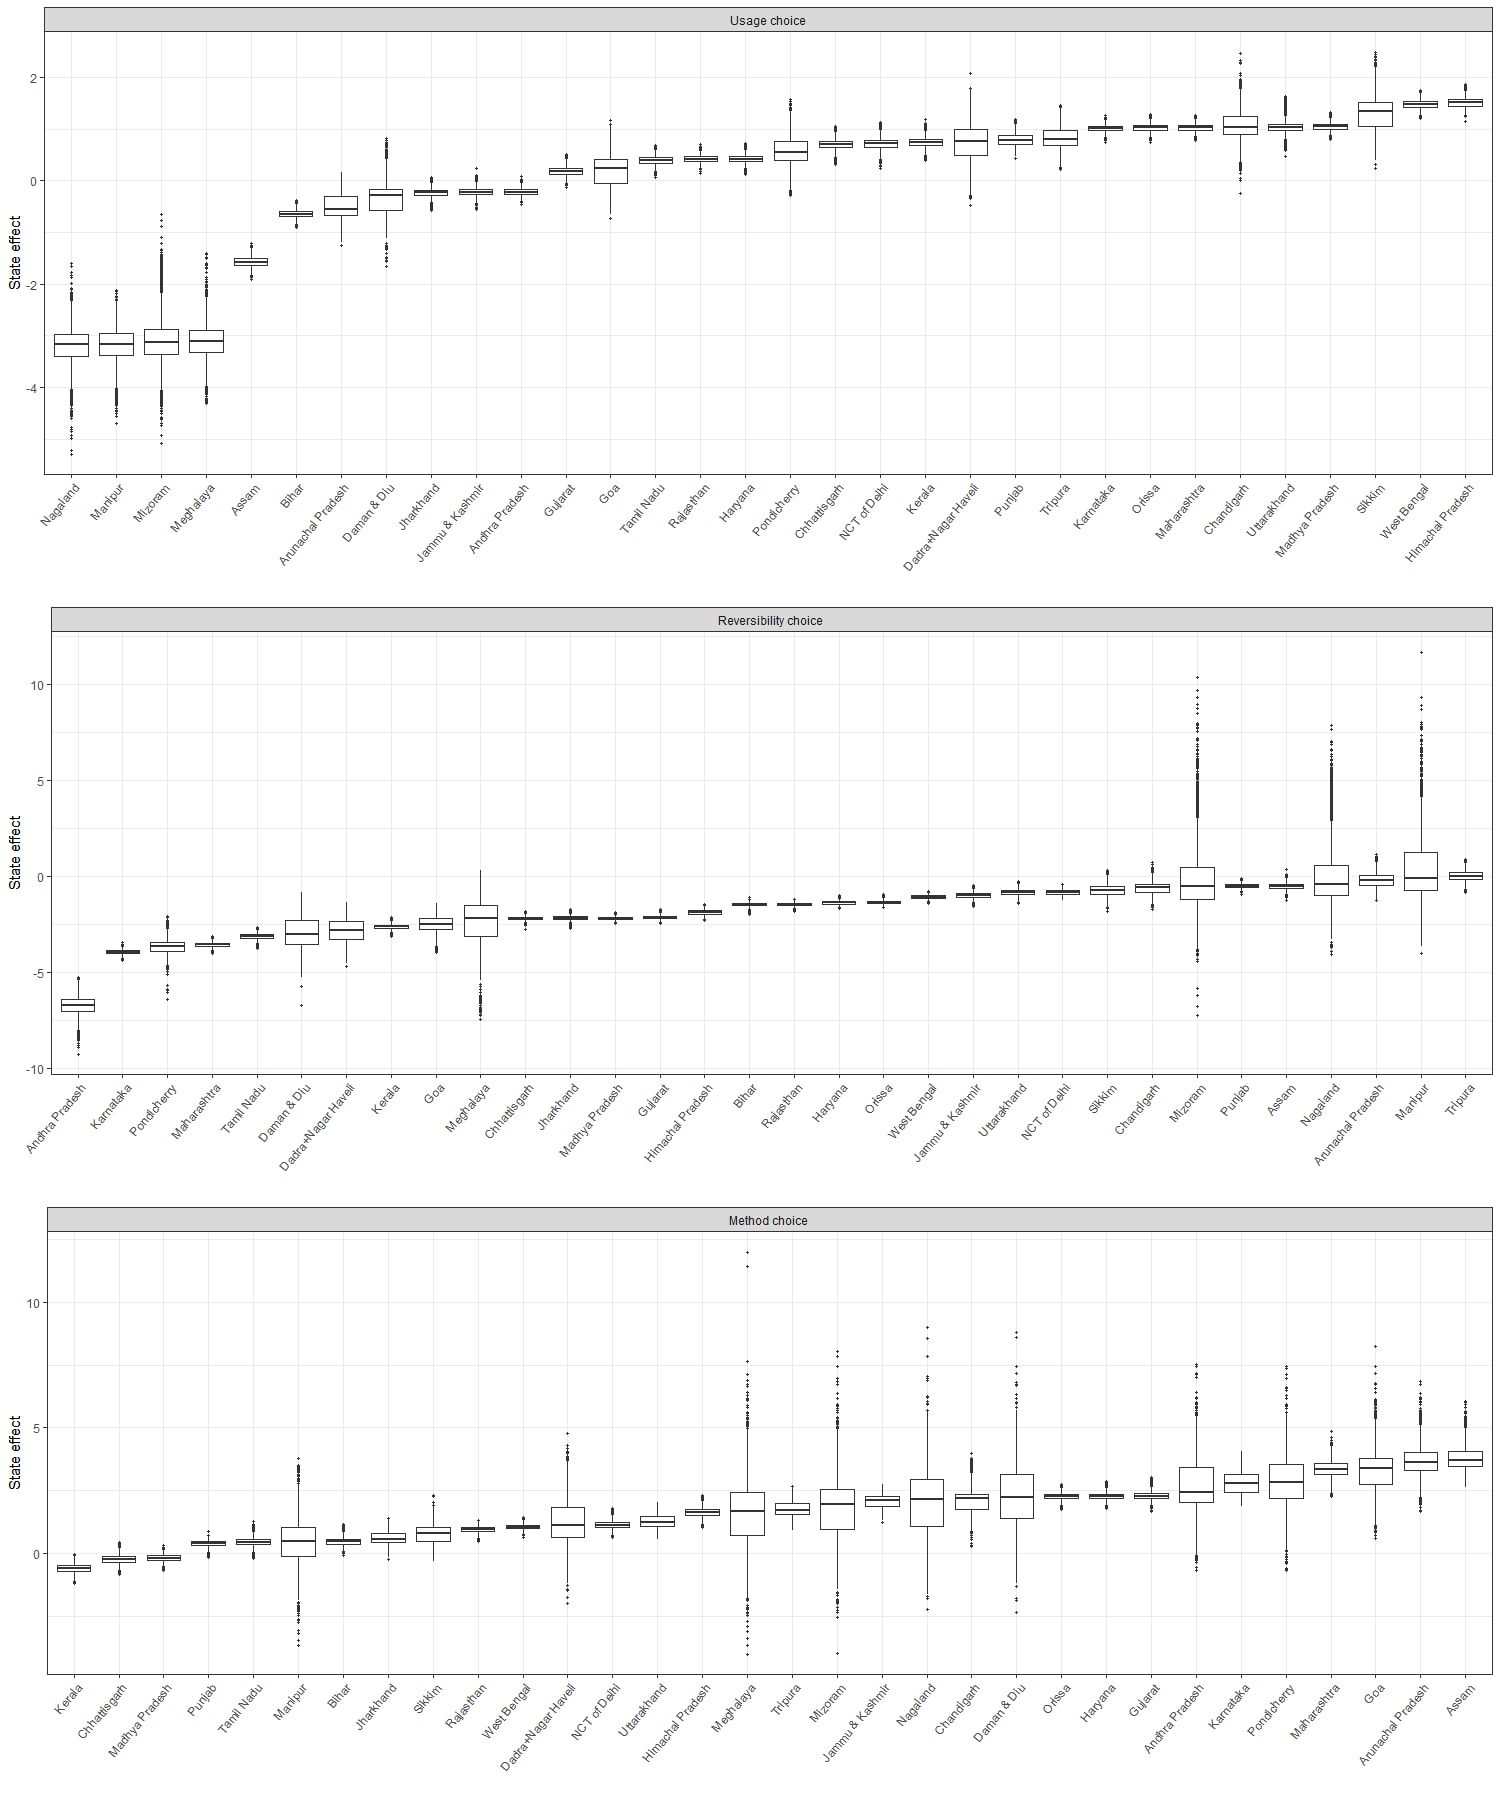 Usage choice
State effect
2
0
-2
-4
Nagaland
Manipur
Mizoram
Meghalaya
Assam
Bihar
Arunachal Pradesh
Daman & Diu
Jharkhand
Jammu & Kashmir
Andhra Pradesh
Gujarat
Goa
Tamil Nadu
Rajasthan
Haryana
Pondicherry
Chhattisgarh
NCT of Delhi
Kerala
Dadra+Nagar Haveli
Punjab
Tripura
Karnataka
Orissa
Maharashtra
Chandigarh
Uttarakhand
Madhya Pradesh
Sikkim
West Bengal
Himachal Pradesh
Reversibility choice
State effect
10
5
0
-5
-10
Andhra Pradesh
Karnataka
Pondicherry
Maharashtra
Tamil Nadu
Daman & Diu
Dadra+Nagar Haveli
Kerala
Goa
Meghalaya
Chhattisgarh
Jharkhand
Madhya Pradesh
Gujarat
Himachal Pradesh
Bihar
Rajasthan
Haryana
Orissa
West Bengal
Jammu & Kashmir
Uttarakhand
NCT of Delhi
Sikkim
Chandigarh
Mizoram
Punjab
Assam
Nagaland
Arunachal Pradesh
Manipur
Tripura
Method choice
State effect
10
5
0
Kerala
Chhattisgarh
Madhya Pradesh
Punjab
Tamil Nadu
Manipur
Bihar
Jharkhand
Sikkim
Rajasthan
West Bengal
Dadra+Nagar Haveli
NCT of Delhi
Uttarakhand
Himachal Pradesh
Meghalaya
Tripura
Mizoram
Jammu & Kashmir
Nagaland
Chandigarh
Daman & Diu
Orissa
Haryana
Gujarat
Andhra Pradesh
Karnataka
Pondicherry
Maharashtra
Goa
Arunachal Pradesh
Assam